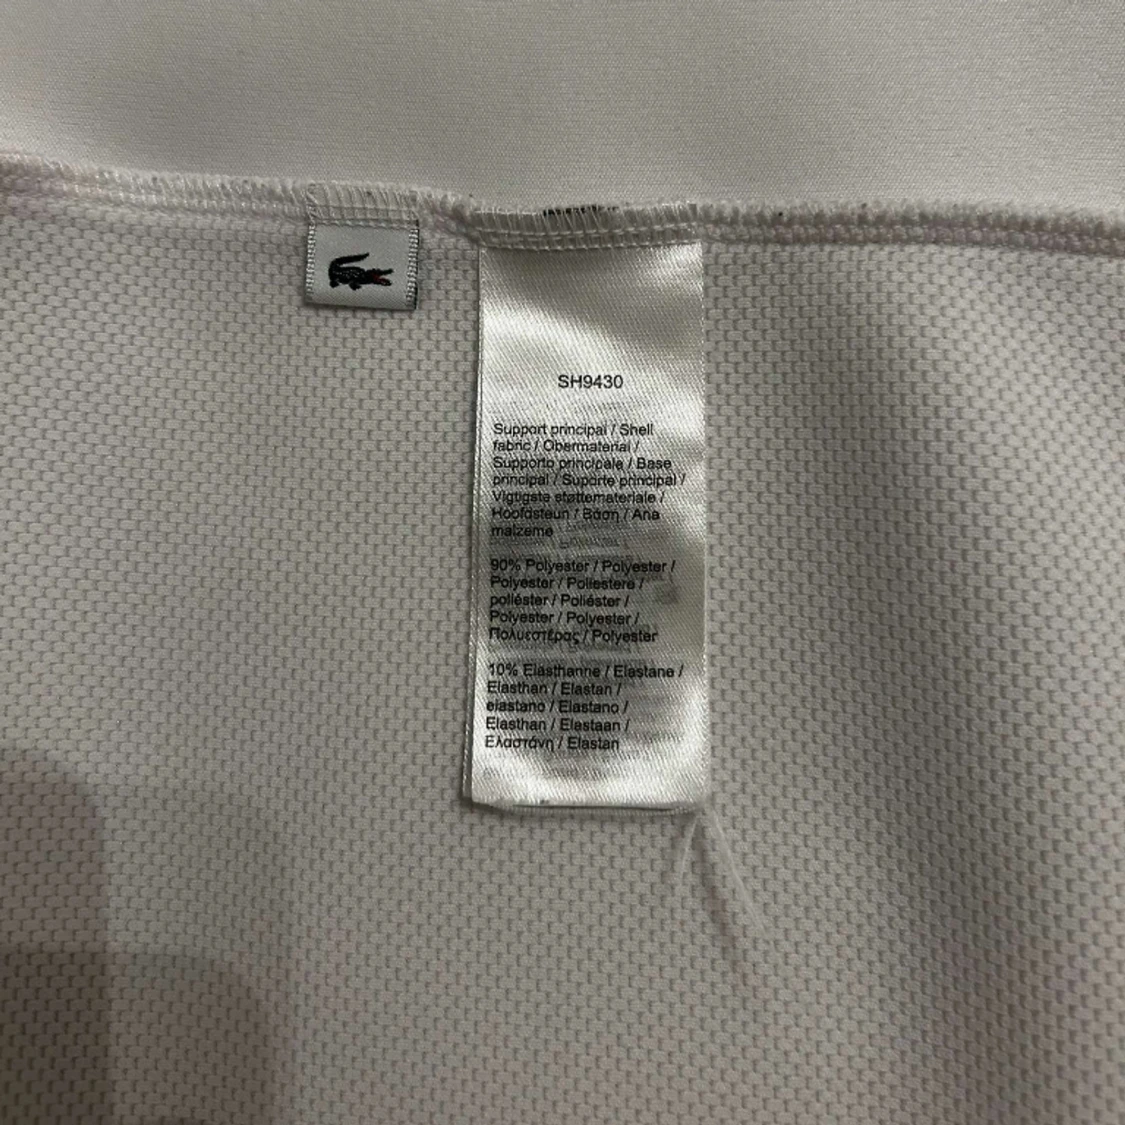 SH9430
Support principal / Shell
fabric / Obermaterial /
Supporto principale / Base
principal / Suporte principal /
Vigtigste støttemateriale /
Hoofdsteun / Βάση / Ana
malzeme
90% Polyester / Polyester /
Polyester / Poliestere /
poliéster / Poliéster /
Polyester / Polyester /
Πολυεστέρας / Polyester
10% Elasthanne / Elastane /
Elasthan / Elastan /
elastano / Elastano /
Elasthan / Elastaan /
Ελαστάνη / Elastan